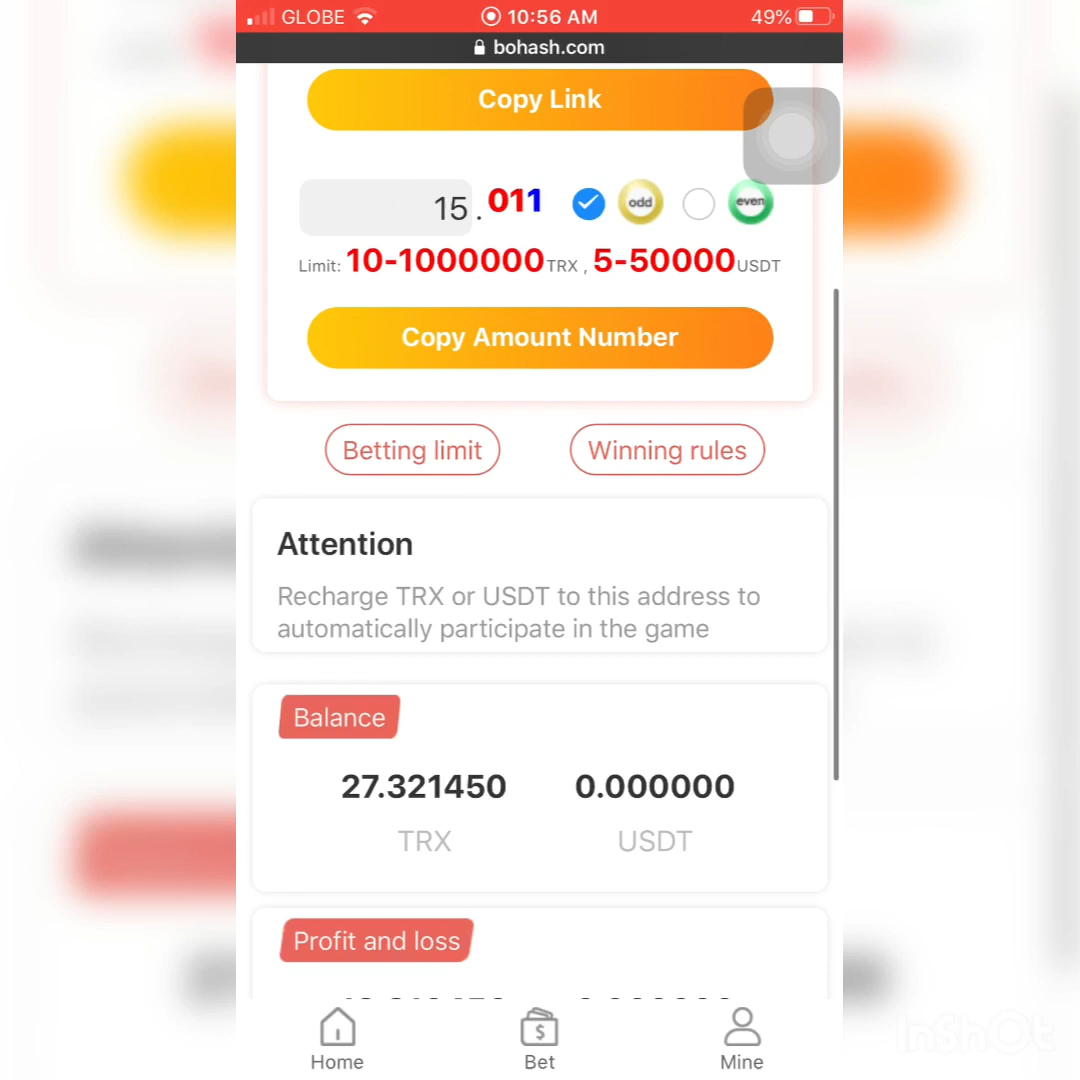 GLOBE 10:56 AM 49%
bohash.com
Copy Link
15 .011 odd even
Limit: 10-1000000TRX , 5-50000USDT
Copy Amount Number
Betting limit Winning rules
Attention
Recharge TRX or USDT to this address to
automatically participate in the game
Balance
27.321450 0.000000
TRX USDT
Profit and loss
Home Bet Mine
InShOt